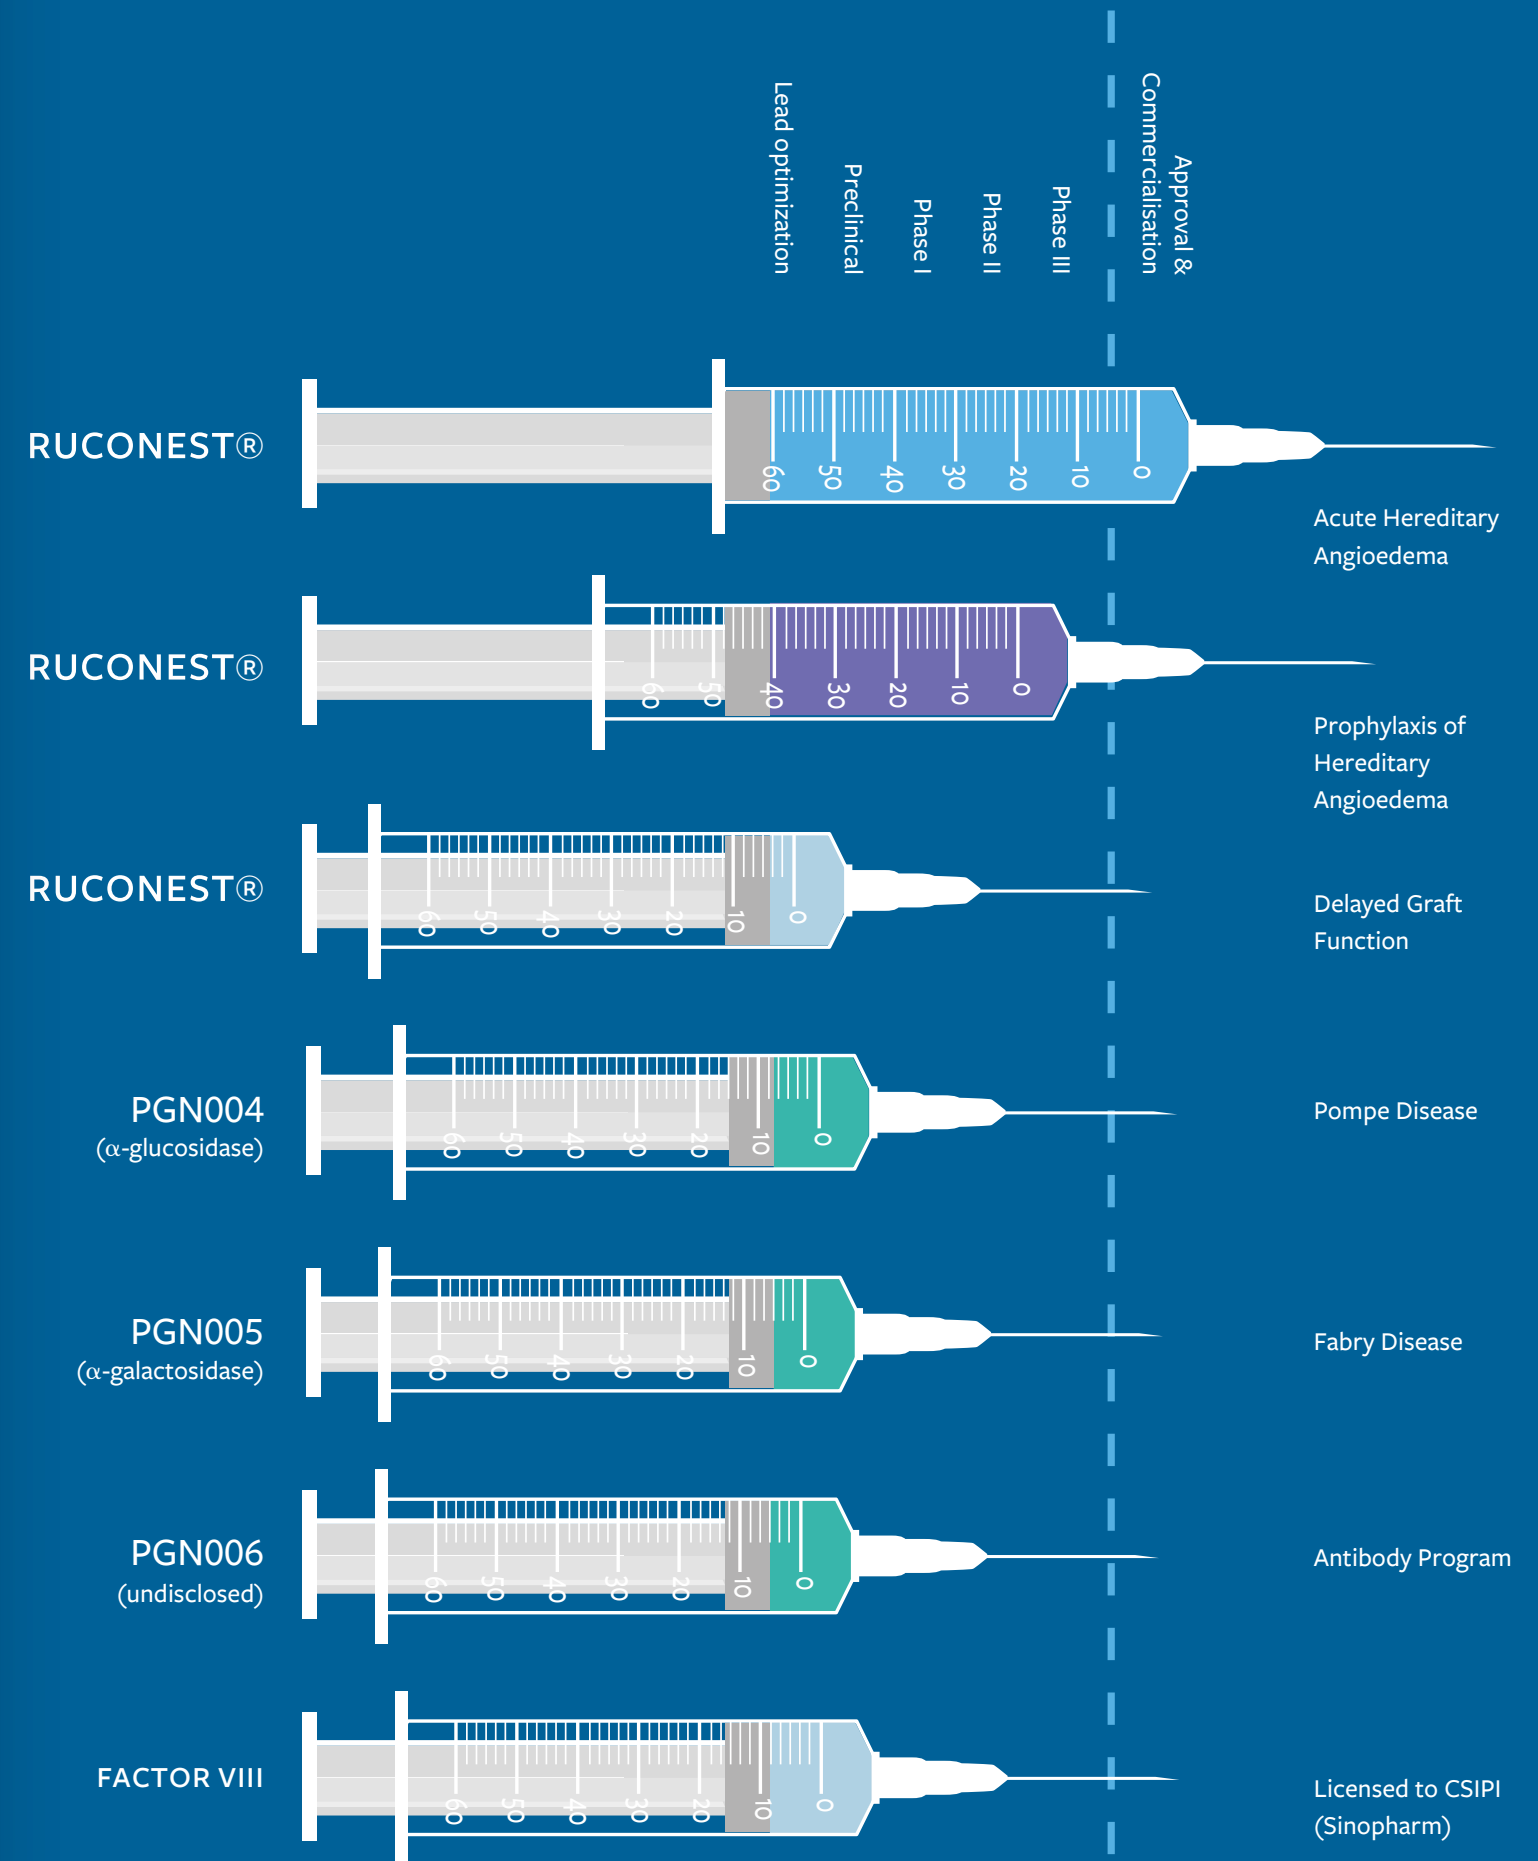 Lead optimization
Preclinical
Phase I
Phase II
Phase III
Approval &
Commercialisation
RUCONEST®
60
50
40
30
20
10
0
Acute Hereditary
Angioedema
RUCONEST®
60
50
40
30
20
10
0
Prophylaxis of
Hereditary
Angioedema
RUCONEST®
60
50
40
30
20
10
0
Delayed Graft
Function
PGN004
(α-glucosidase)
60
50
40
30
20
10
0
Pompe Disease
PGN005
(α-galactosidase)
60
50
40
30
20
10
0
Fabry Disease
PGN006
(undisclosed)
60
50
40
30
20
10
0
Antibody Program
FACTOR VIII
60
50
40
30
20
10
0
Licensed to CSIPI
(Sinopharm)